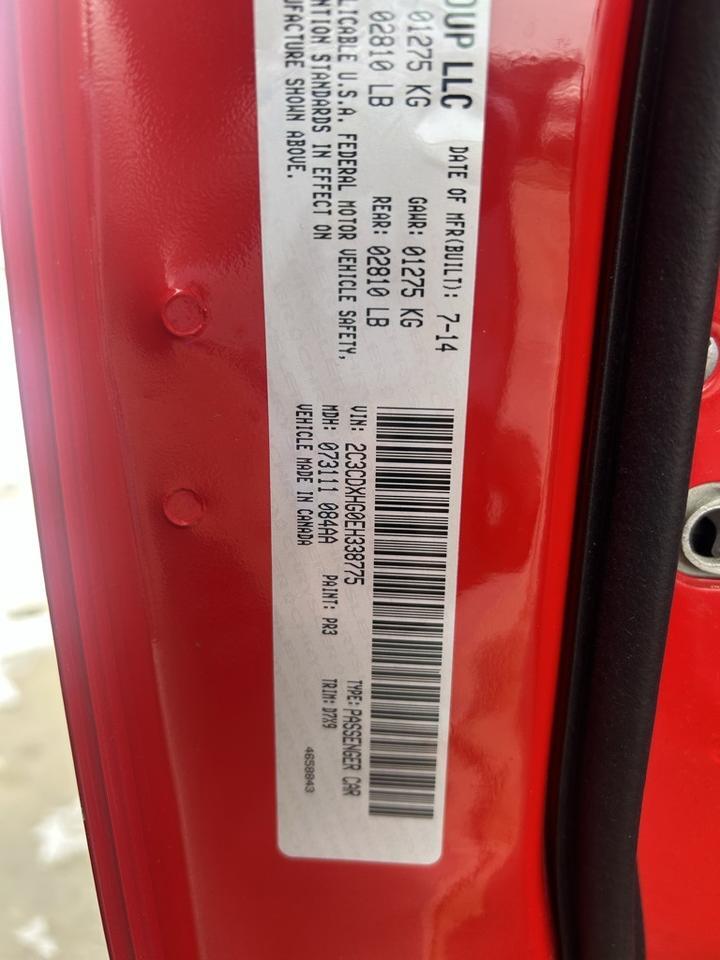 OUP LLC
DATE OF MFR(BUILT): 7-14
01275 KG GAWR: 01275 KG
02810 LB REAR: 02810 LB
LICABLE U.S.A. FEDERAL MOTOR VEHICLE SAFETY,
NTION STANDARDS IN EFFECT ON
UFACTURE SHOWN ABOVE.
VIN: 2C3CDXHG0EH338775 TYPE: PASSENGER CAR
MDH: 073111 084AA PAINT: PR3 TRIM: D7X9
VEHICLE MADE IN CANADA
4658843